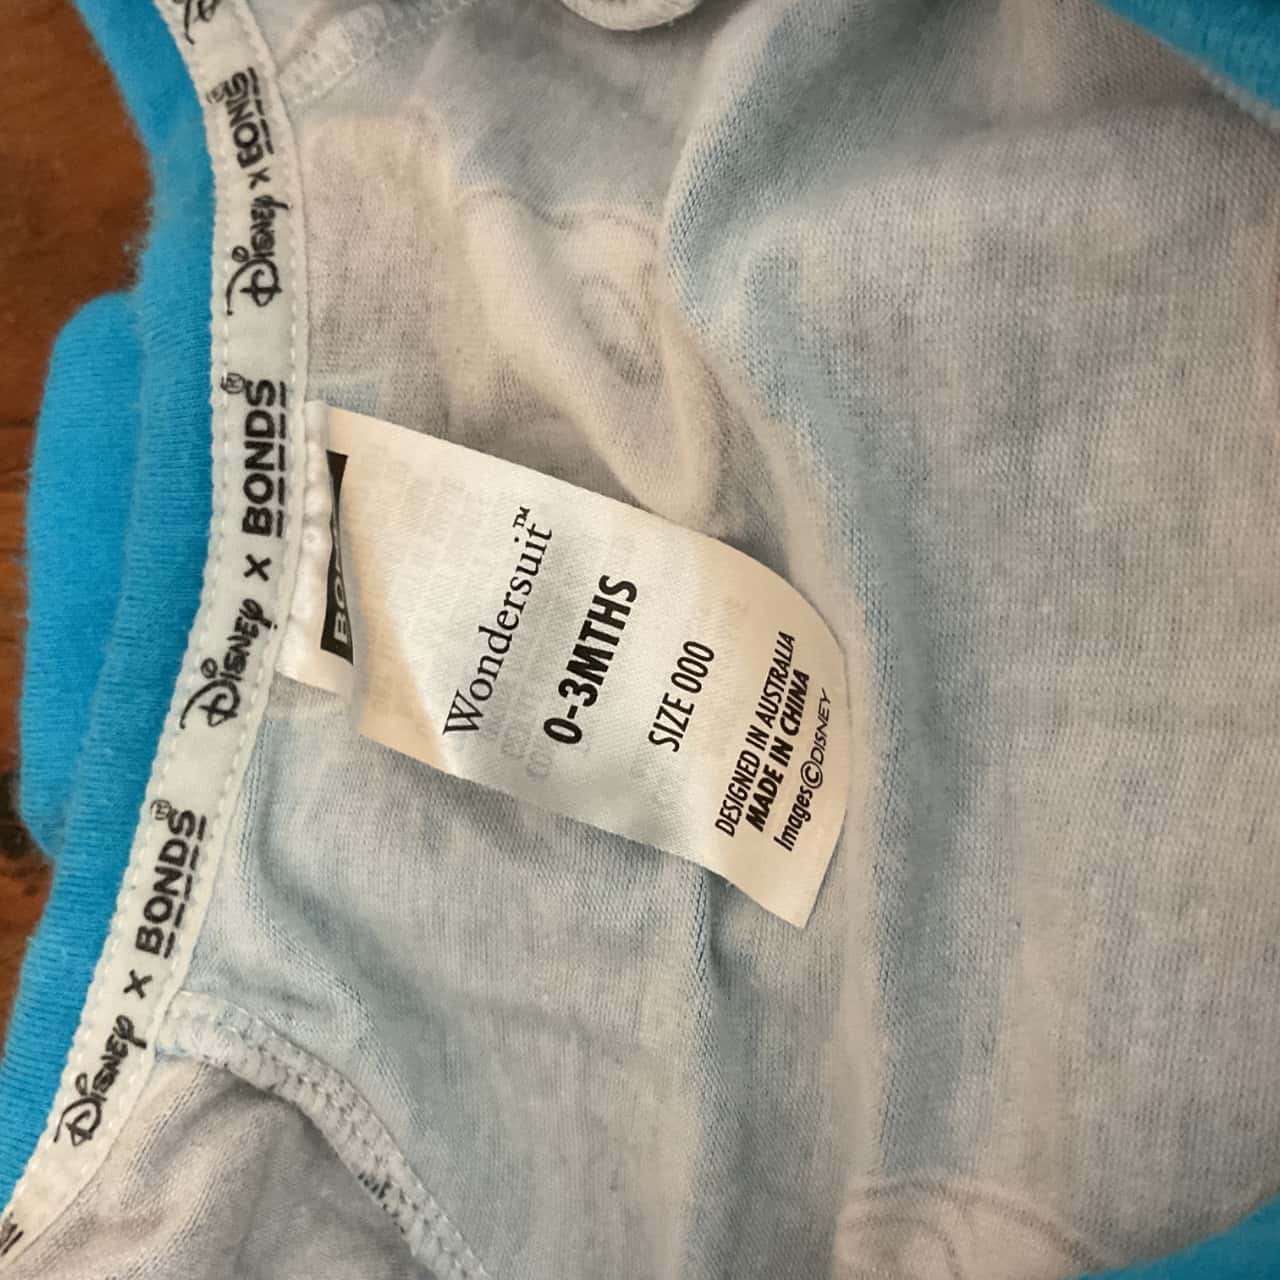 Disney x BONDS®
Disney x BONDS®
Disney x BONDS®
Wondersuit™
0-3MTHS
SIZE 000
DESIGNED IN AUSTRALIA
MADE IN CHINA
Images©DISNEY